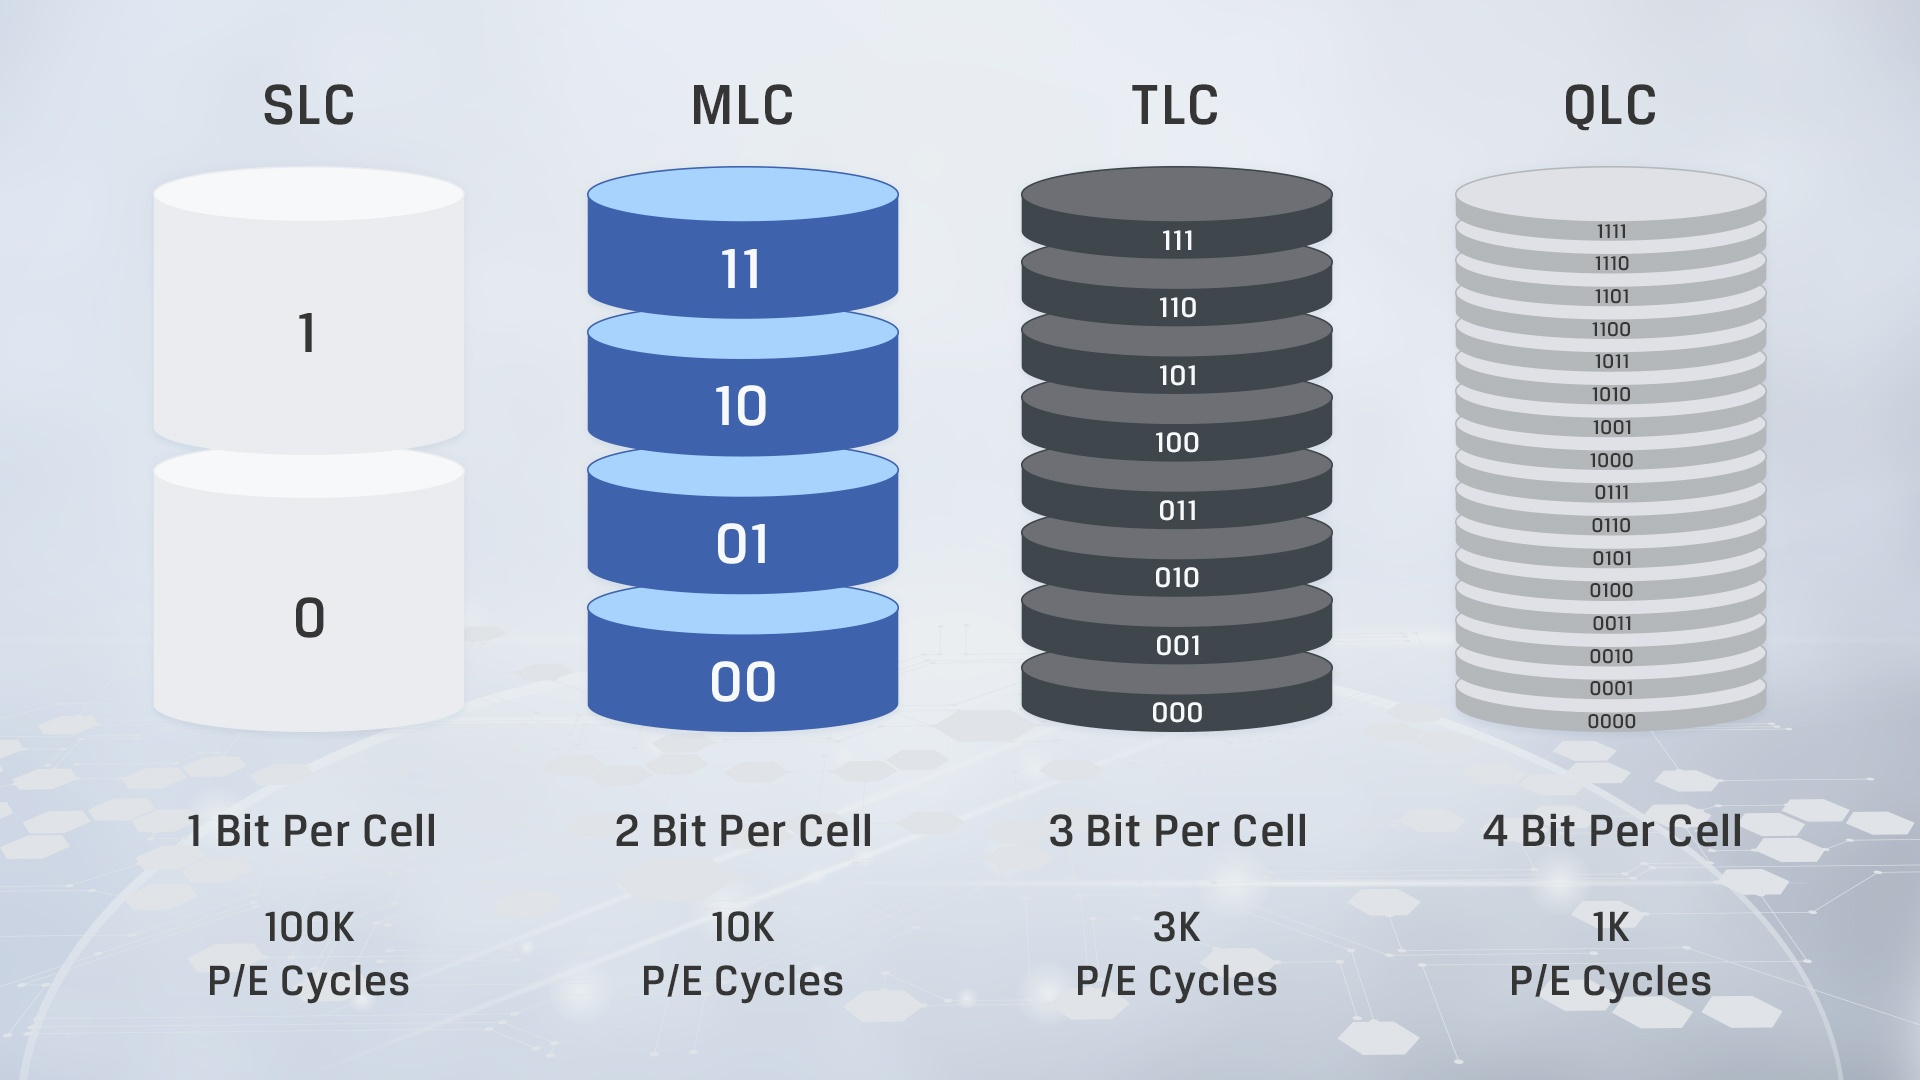 SLC
MLC
TLC
QLC
1
0
11
10
01
00
111
110
101
100
011
010
001
000
1111
1110
1101
1100
1011
1010
1001
1000
0111
0110
0101
0100
0011
0010
0001
0000
1 Bit Per Cell
2 Bit Per Cell
3 Bit Per Cell
4 Bit Per Cell
100K
P/E Cycles
10K
P/E Cycles
3K
P/E Cycles
1K
P/E Cycles